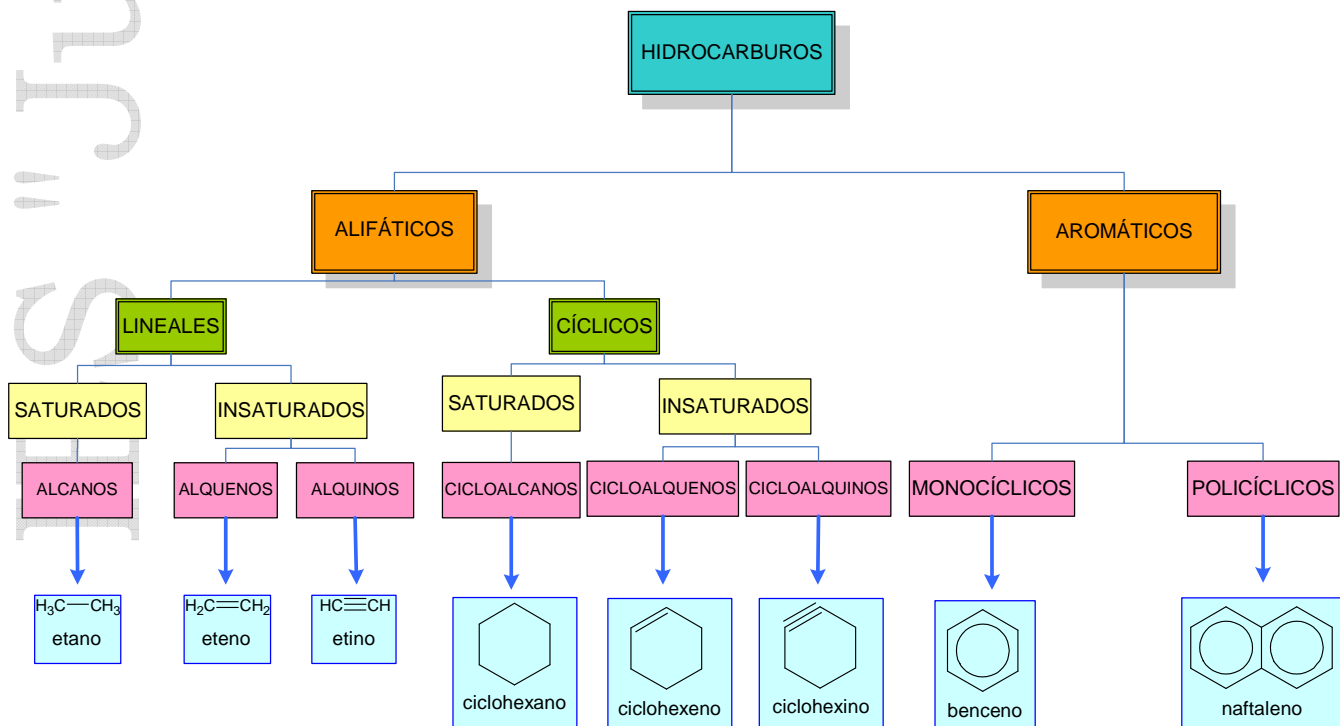 HIDROCARBUROS
ALIFÁTICOS
AROMÁTICOS
LINEALES
CÍCLICOS
SATURADOS
INSATURADOS
SATURADOS
INSATURADOS
ALCANOS
ALQUENOS
ALQUINOS
CICLOALCANOS
CICLOALQUENOS
CICLOALQUINOS
MONOCÍCLICOS
POLICÍCLICOS
H₃C—CH₃
etano
H₂C=CH₂
eteno
HC≡CH
etino
ciclohexano
ciclohexeno
ciclohexino
benceno
naftaleno